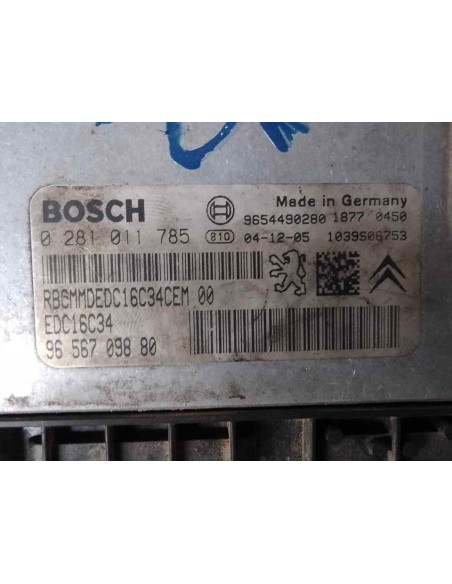 BOSCH
Made in Germany
9654490280 1877 0450
0 281 011 785 810 04-12-05 1039S06753
RBGMMDEDC16C34CEM 00
EDC16C34
96 567 098 80